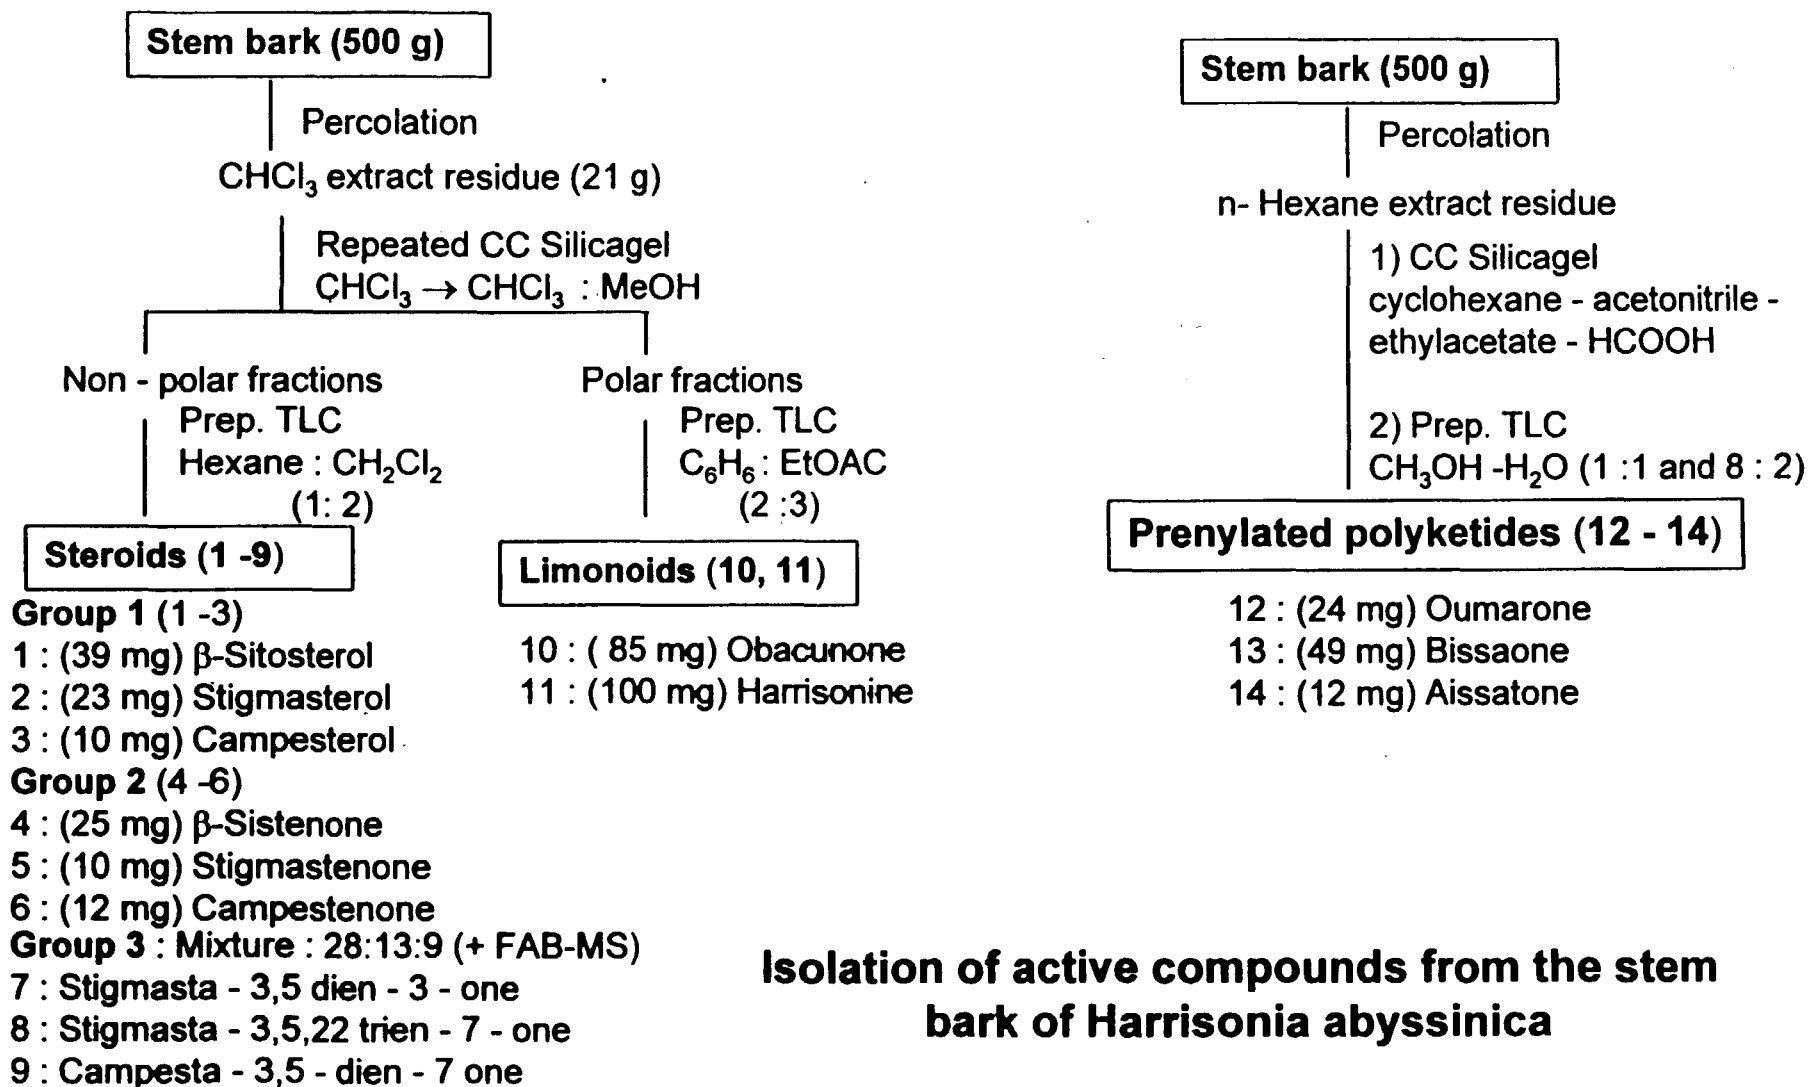 Stem bark (500 g)
Percolation
CHCl₃ extract residue (21 g)
Repeated CC Silicagel
CHCl₃ → CHCl₃ : MeOH
Non - polar fractions
Prep. TLC
Hexane : CH₂Cl₂
(1: 2)
Steroids (1 -9)
Group 1 (1 -3)
1 : (39 mg) β-Sitosterol
2 : (23 mg) Stigmasterol
3 : (10 mg) Campesterol
Group 2 (4 -6)
4 : (25 mg) β-Sistenone
5 : (10 mg) Stigmastenone
6 : (12 mg) Campestenone
Group 3 : Mixture : 28:13:9 (+ FAB-MS)
7 : Stigmasta - 3,5 dien - 3 - one
8 : Stigmasta - 3,5,22 trien - 7 - one
9 : Campesta - 3,5 - dien - 7 one
Polar fractions
Prep. TLC
C₆H₆ : EtOAC
(2 :3)
Limonoids (10, 11)
10 : ( 85 mg) Obacunone
11 : (100 mg) Harrisonine
Stem bark (500 g)
Percolation
n- Hexane extract residue
1) CC Silicagel
cyclohexane - acetonitrile -
ethylacetate - HCOOH
2) Prep. TLC
CH₃OH -H₂O (1 :1 and 8 : 2)
Prenylated polyketides (12 - 14)
12 : (24 mg) Oumarone
13 : (49 mg) Bissaone
14 : (12 mg) Aissatone
Isolation of active compounds from the stem
bark of Harrisonia abyssinica